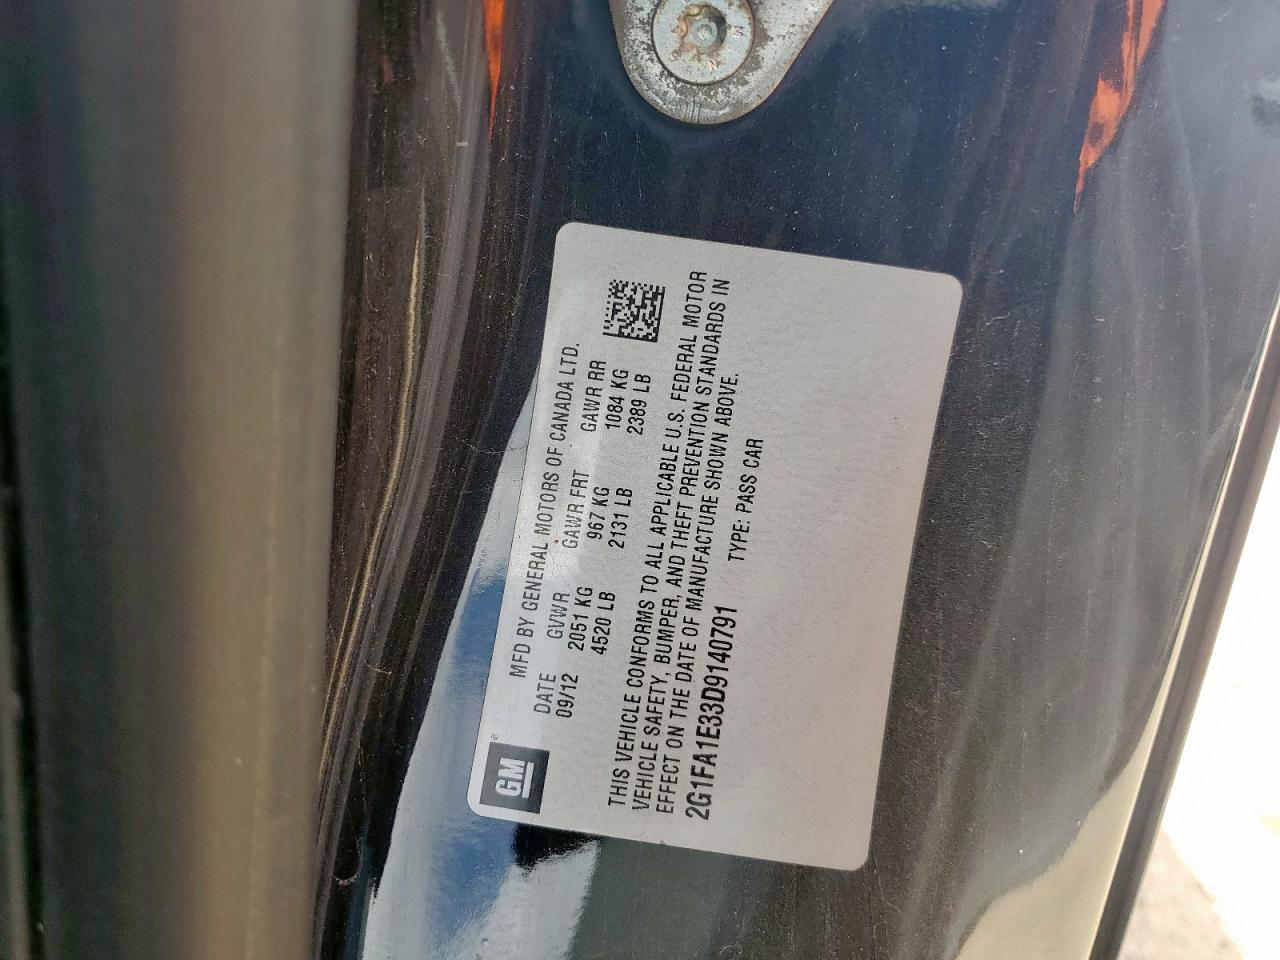 GM ®
MFD BY GENERAL MOTORS OF CANADA LTD.
DATE GVWR GAWR FRT GAWR RR
09/12 2051 KG 967 KG 1084 KG
4520 LB 2131 LB 2389 LB
THIS VEHICLE CONFORMS TO ALL APPLICABLE U.S. FEDERAL MOTOR
VEHICLE SAFETY, BUMPER, AND THEFT PREVENTION STANDARDS IN
EFFECT ON THE DATE OF MANUFACTURE SHOWN ABOVE.
2G1FA1E33D9140791 TYPE: PASS CAR